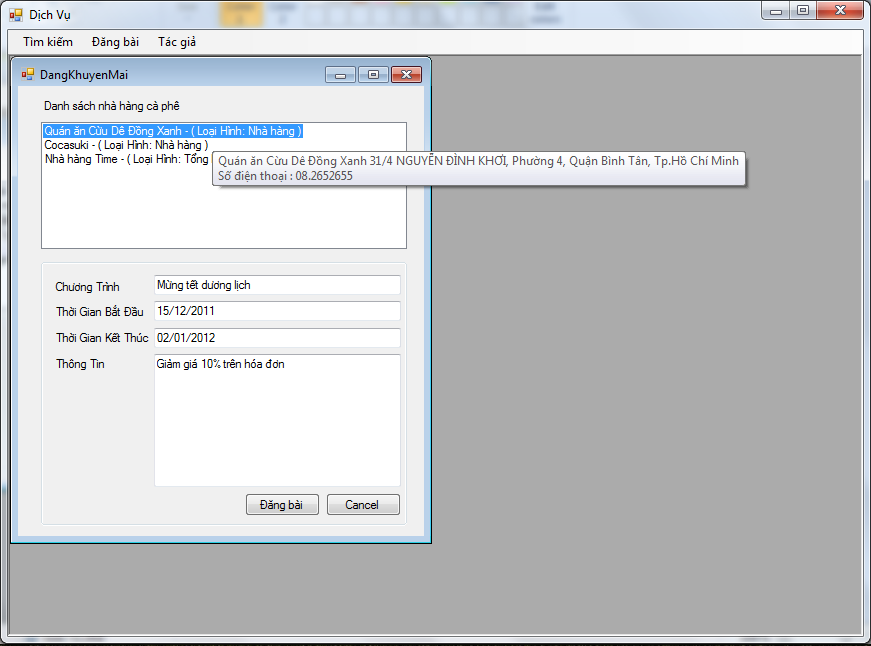 Dịch Vụ
Tìm kiếm Đăng bài Tác giả
DangKhuyenMai
Danh sách nhà hàng cà phê
Quán ăn Cừu Dê Đồng Xanh - ( Loại Hình: Nhà hàng )
Cocasuki - ( Loại Hình: Nhà hàng )
Nhà hàng Time - ( Loại Hình: Tổng
Quán ăn Cừu Dê Đồng Xanh 31/4 NGUYỄN ĐÌNH KHƠI, Phường 4, Quận Bình Tân, Tp.Hồ Chí Minh
Số điện thoại : 08.2652655
Chương Trình Mừng tết dương lịch
Thời Gian Bắt Đầu 15/12/2011
Thời Gian Kết Thúc 02/01/2012
Thông Tin Giảm giá 10% trên hóa đơn
Đăng bài Cancel